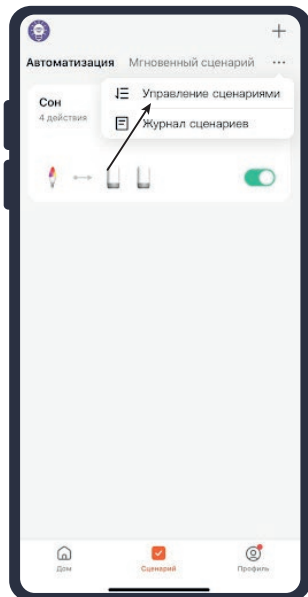 Автоматизация Мгновенный сценарий ...
Сон
4 действия
Управление сценариями
Журнал сценариев
Дом Сценарий Профиль